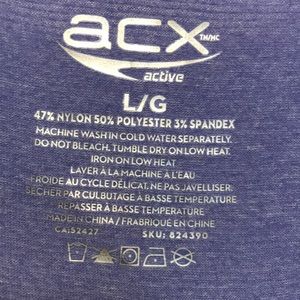 acx TM/MC
active
L/G
47% NYLON 50% POLYESTER 3% SPANDEX
MACHINE WASH IN COLD WATER SEPARATELY.
DO NOT BLEACH. TUMBLE DRY ON LOW HEAT.
IRON ON LOW HEAT
LAYER À LA MACHINE À L'EAU
FROIDE AU CYCLE DÉLICAT. NE PAS JAVELLISER.
SÉCHER PAR CULBUTAGE À BASSE TEMPÉRATURE
REPASSER À BASSE TEMPÉRATURE
MADE IN CHINA / FRABRIQUÉ EN CHINE
CA:52427 SKU: 824390